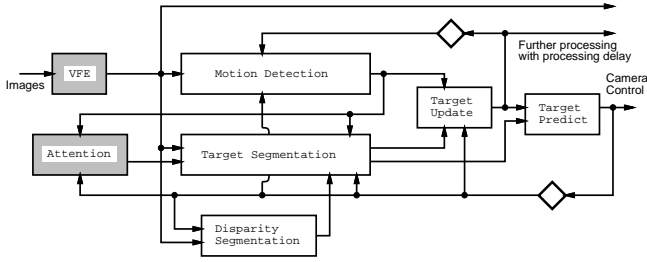 Further processing
with processing delay
VFE
Motion Detection
Images
Camera
Control
Target
Update
Target
Predict
Attention
Target Segmentation
Disparity
Segmentation